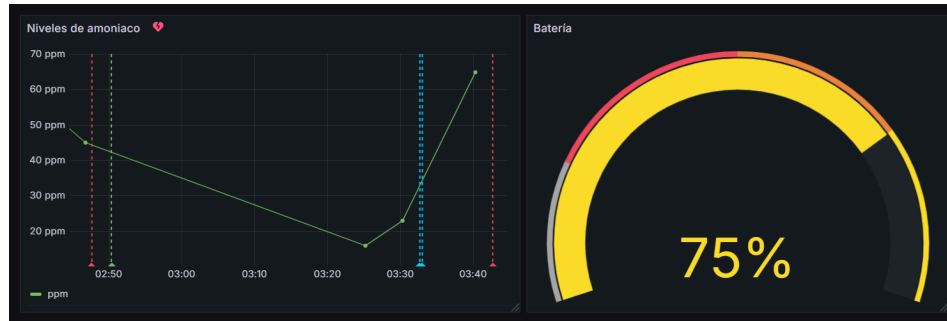 Niveles de amoniaco
70 ppm
60 ppm
50 ppm
40 ppm
30 ppm
20 ppm
02:50 03:00 03:10 03:20 03:30 03:40
ppm
Batería
75%